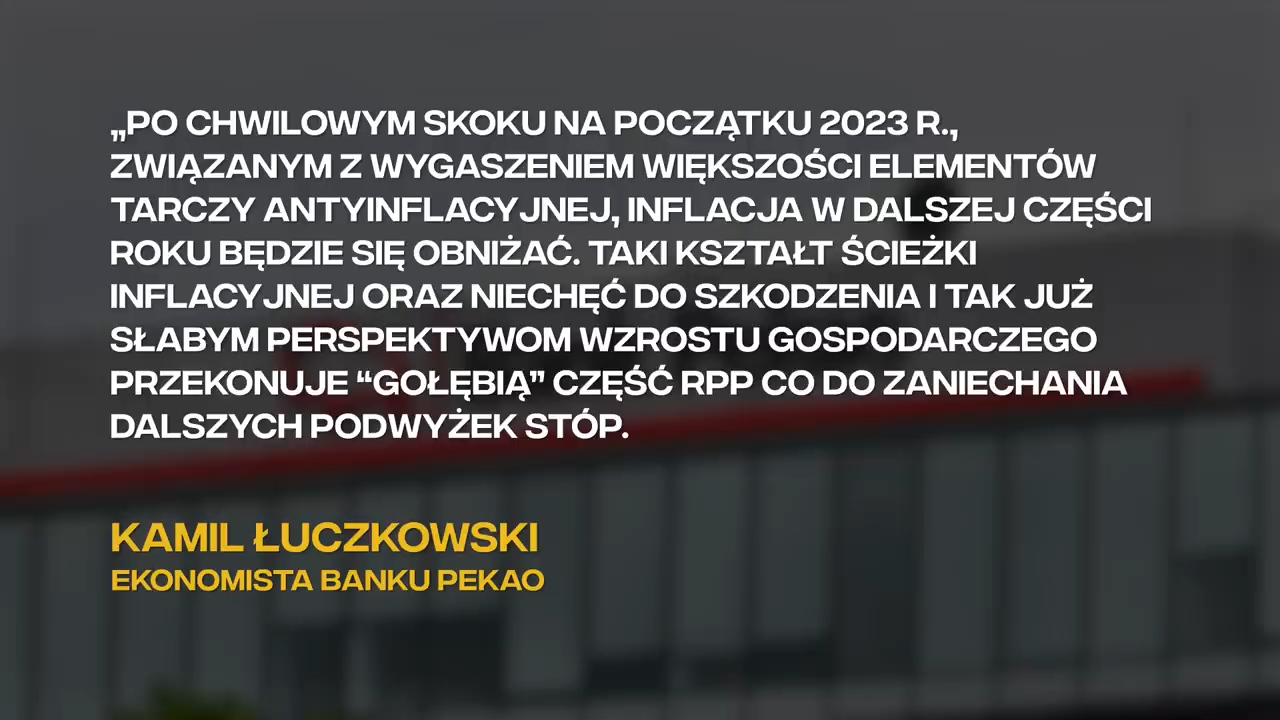 „PO CHWILOWYM SKOKU NA POCZĄTKU 2023 R.,
ZWIĄZANYM Z WYGASZENIEM WIĘKSZOŚCI ELEMENTÓW
TARCZY ANTYINFLACYJNEJ, INFLACJA W DALSZEJ CZĘŚCI
ROKU BĘDZIE SIĘ OBNIŻAĆ. TAKI KSZTAŁT ŚCIEŻKI
INFLACYJNEJ ORAZ NIECHĘĆ DO SZKODZENIA I TAK JUŻ
SŁABYM PERSPEKTYWOM WZROSTU GOSPODARCZEGO
PRZEKONUJE “GOŁĘBIĄ” CZĘŚĆ RPP CO DO ZANIECHANIA
DALSZYCH PODWYŻEK STÓP.
KAMIL ŁUCZKOWSKI
EKONOMISTA BANKU PEKAO